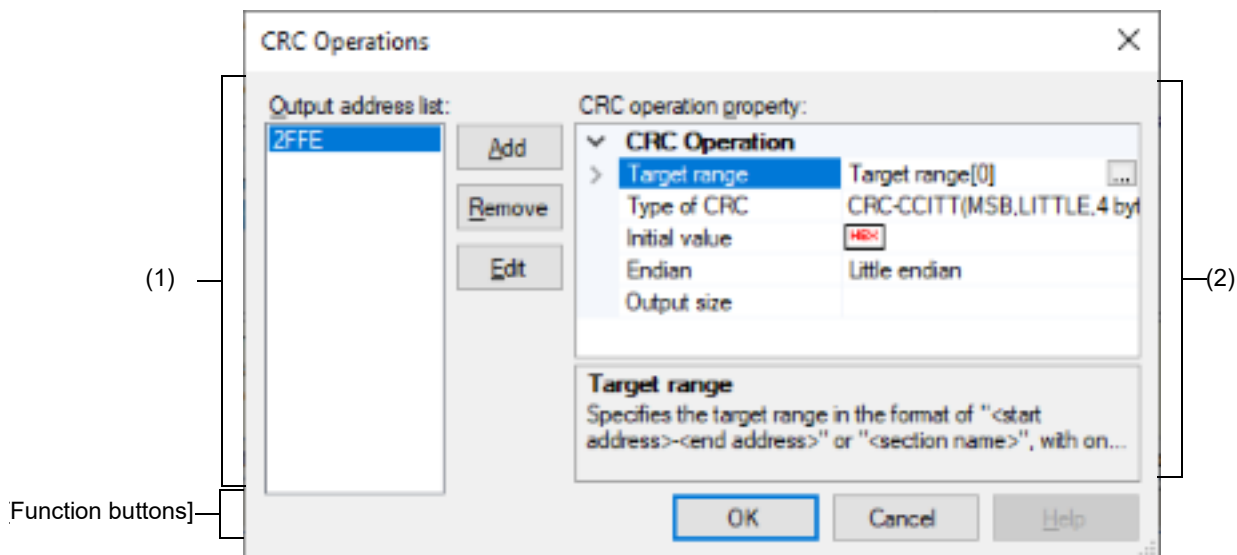 CRC Operations
Output address list:
2FFE
Add
Remove
Edit
CRC operation property:
CRC Operation
Target range Target range[0] ...
Type of CRC CRC-CCITT(MSB,LITTLE,4 byt
Initial value HEX
Endian Little endian
Output size
Target range
Specifies the target range in the format of "<start
address>-<end address>" or "<section name>", with on...
OK
Cancel
Help
(1)
(2)
[Function buttons]